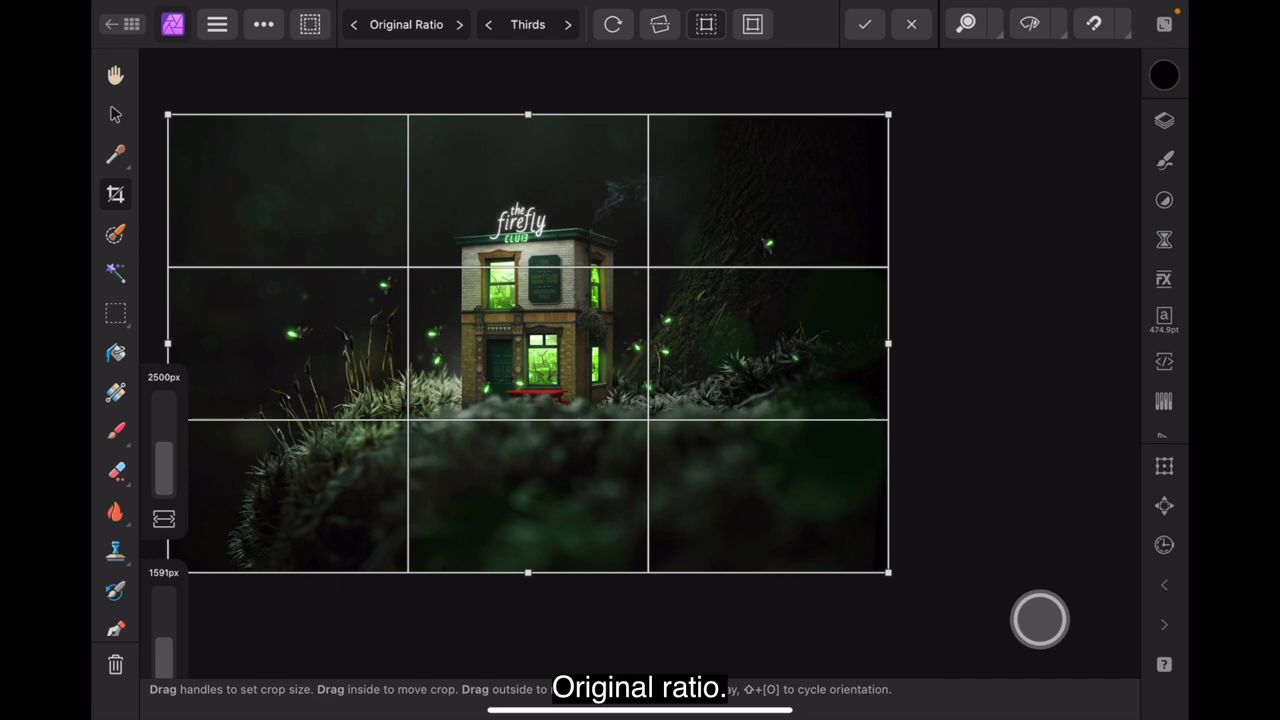 Original Ratio
Thirds
the
firefly
CLUB
474.9pt
2500px
1591px
Drag handles to set crop size. Drag inside to move crop. Drag outside to
ay, ⇧+[O] to cycle orientation.
Original ratio.